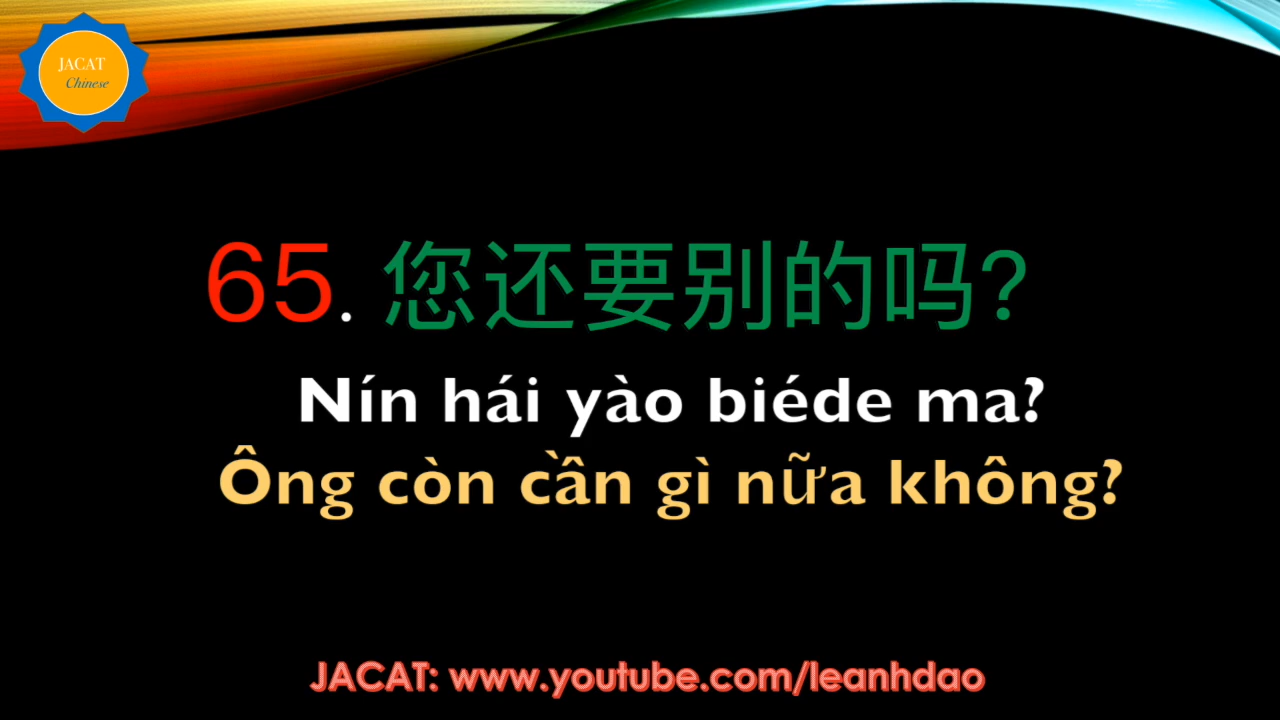 JACAT
Chinese
65. 您还要别的吗?
Nín hái yào biéde ma?
Ông còn cần gì nữa không?
JACAT: www.youtube.com/leanhdao